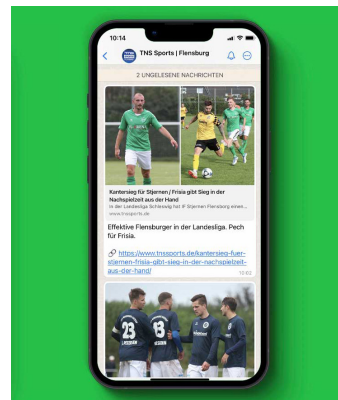 10:14
TNS Sports | Flensburg
2 UNGELESENE NACHRICHTEN
Kantersieg für Stjernen / Frisia gibt Sieg in der
Nachspielzeit aus der Hand
In der Landesliga Schleswig hat IF Stjernen Flensborg einen...
www.tnssports.de
Effektive Flensburger in der Landesliga. Pech
für Frisia.
https://www.tnssports.de/kantersieg-fuer-
stjernen-frisia-gibt-sieg-in-der-nachspielzeit-
aus-der-hand/
23
8